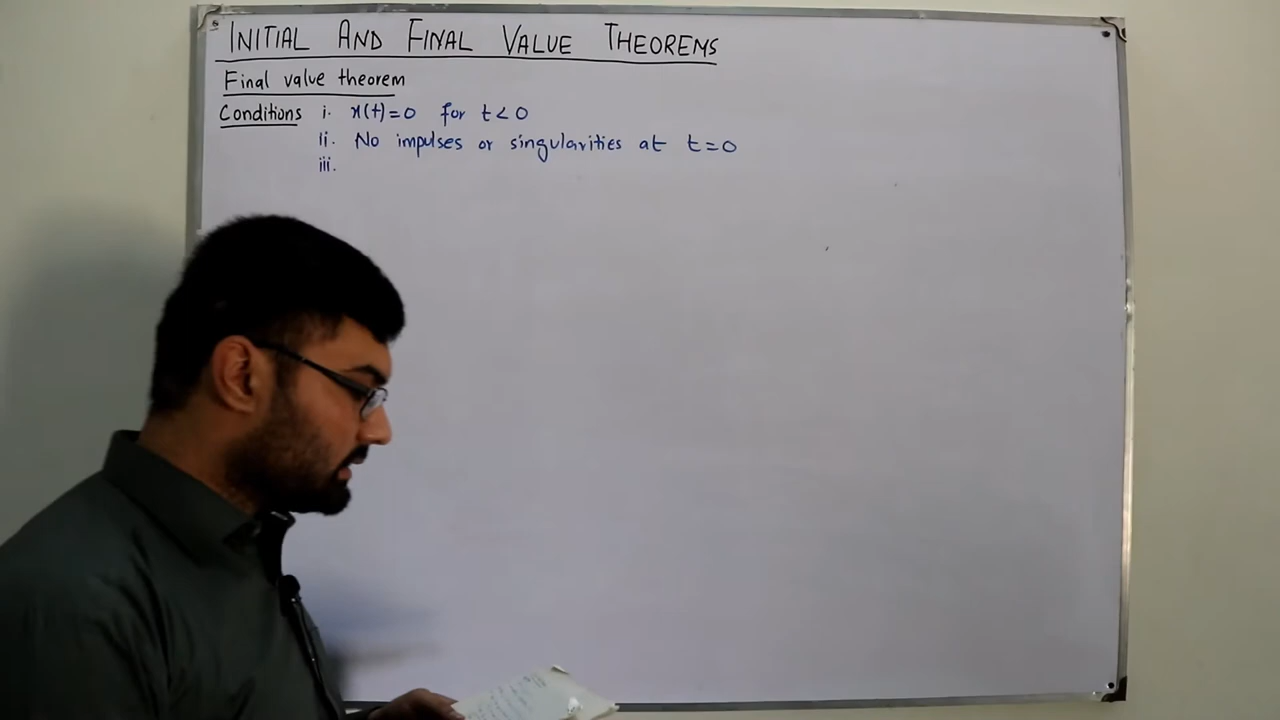 INITIAL AND FINAL VALUE THEOREMS
Final value theorem
Conditions i. x(t)=0 for t<0
ii. No impulses or singularities at t=0
iii.